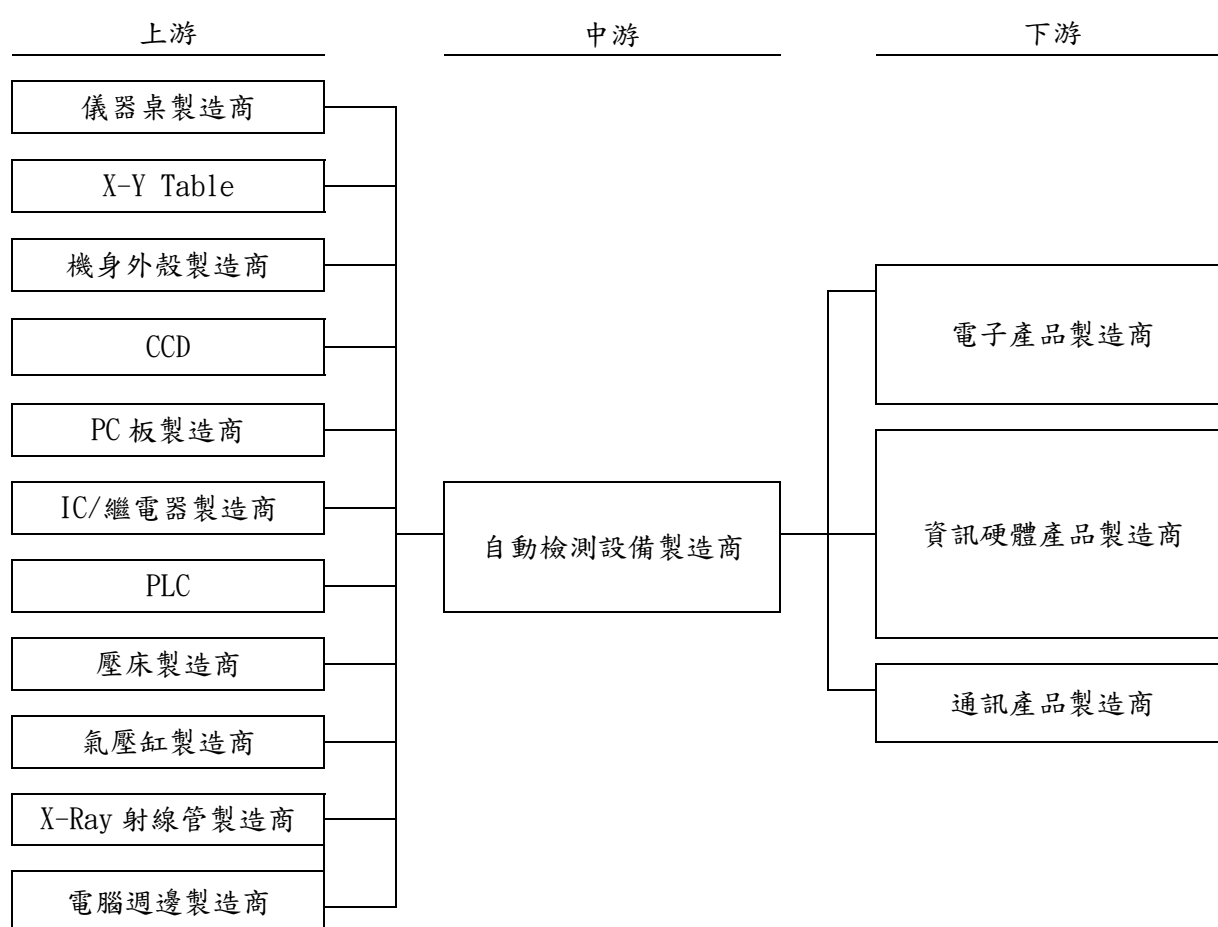 上游
中游
下游
儀器桌製造商
X-Y Table
機身外殼製造商
CCD
PC 板製造商
IC/繼電器製造商
PLC
壓床製造商
氣壓缸製造商
X-Ray 射線管製造商
電腦週邊製造商
自動檢測設備製造商
電子產品製造商
資訊硬體產品製造商
通訊產品製造商